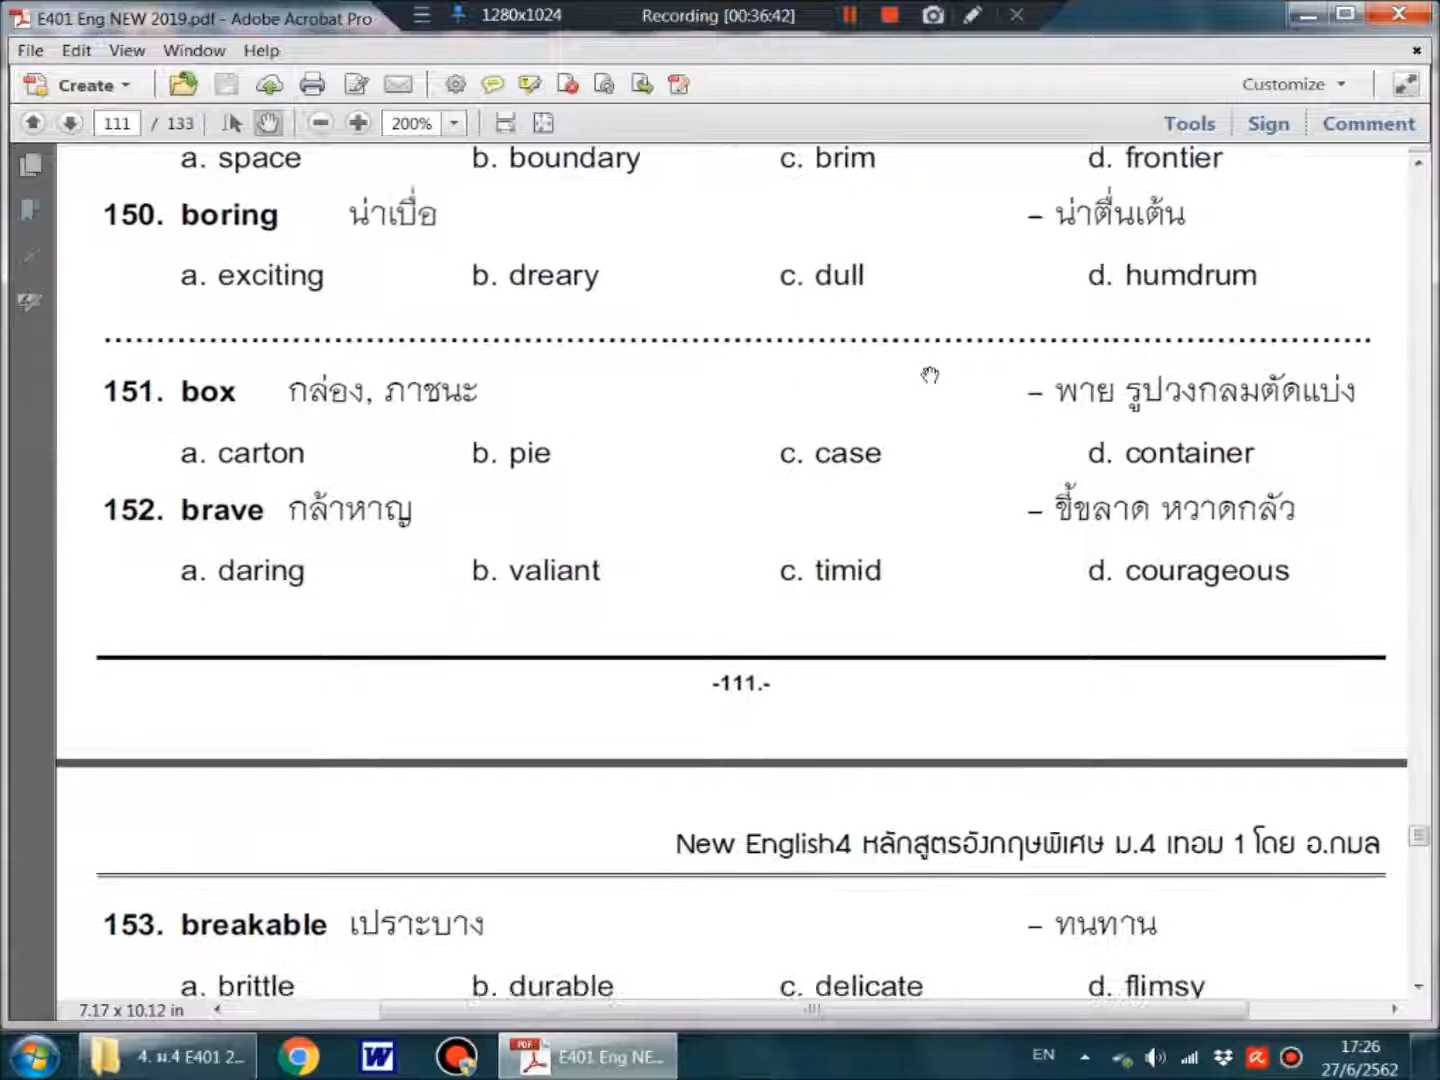 E401 Eng NEW 2019.pdf - Adobe Acrobat Pro
1280x1024
Recording [00:36:42]
File Edit View Window Help
Create
Customize
111 / 133
200%
Tools Sign Comment
a. space b. boundary c. brim d. frontier
150. boring น่าเบื่อ – น่าตื่นเต้น
a. exciting b. dreary c. dull d. humdrum
151. box กล่อง, ภาชนะ – พาย รูปวงกลมตัดแบ่ง
a. carton b. pie c. case d. container
152. brave กล้าหาญ – ขี้ขลาด หวาดกลัว
a. daring b. valiant c. timid d. courageous
-111.-
New English4 หลักสูตรอังกฤษพิเศษ ม.4 เทอม 1 โดย อ.กมล
153. breakable เปราะบาง – ทนทาน
a. brittle b. durable c. delicate d. flimsy
7.17 x 10.12 in
4. ม.4 E401 2...
E401 Eng NE...
EN
17:26
27/6/2562